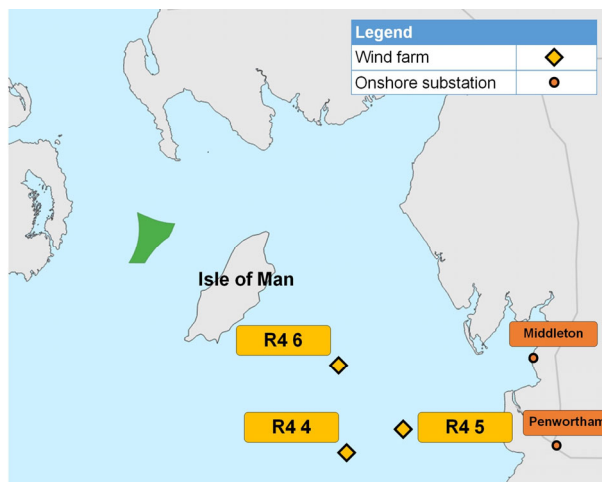 Legend
Wind farm
Onshore substation
Isle of Man
R4 6
Middleton
R4 4
R4 5
Penwortham